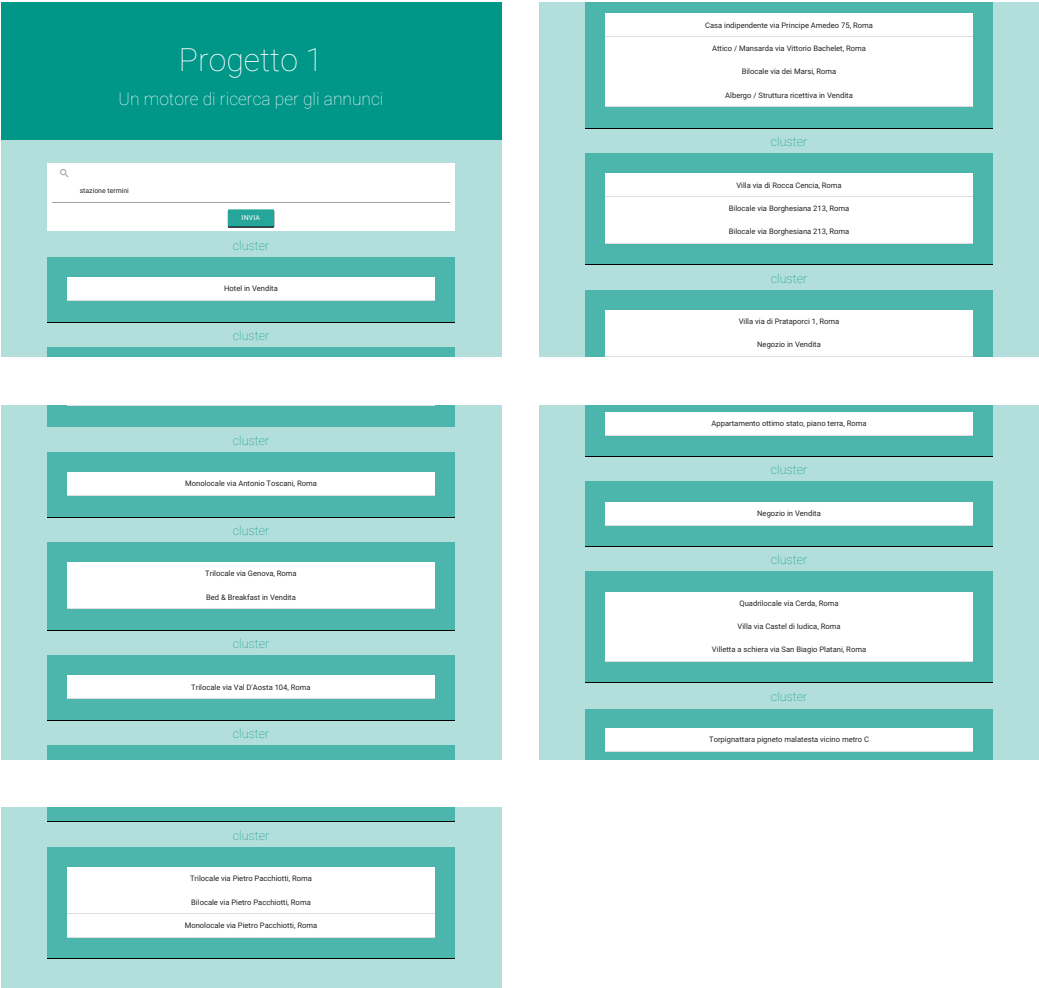 Progetto 1
Un motore di ricerca per gli annunci
stazione termini
INVIA
cluster
Hotel in Vendita
cluster
Casa indipendente via Principe Amedeo 75, Roma
Attico / Mansarda via Vittorio Bachelet, Roma
Bilocale via dei Marsi, Roma
Albergo / Struttura ricettiva in Vendita
cluster
Villa via di Rocca Cencia, Roma
Bilocale via Borghesiana 213, Roma
Bilocale via Borghesiana 213, Roma
cluster
Villa via di Prataporci 1, Roma
Negozio in Vendita
cluster
Monolocale via Antonio Toscani, Roma
cluster
Trilocale via Genova, Roma
Bed & Breakfast in Vendita
cluster
Trilocale via Val D'Aosta 104, Roma
cluster
Appartamento ottimo stato, piano terra, Roma
cluster
Negozio in Vendita
cluster
Quadrilocale via Cerda, Roma
Villa via Castel di Iudica, Roma
Villetta a schiera via San Biagio Platani, Roma
cluster
Torpignattara pigneto malatesta vicino metro C
cluster
Trilocale via Pietro Pacchiotti, Roma
Bilocale via Pietro Pacchiotti, Roma
Monolocale via Pietro Pacchiotti, Roma